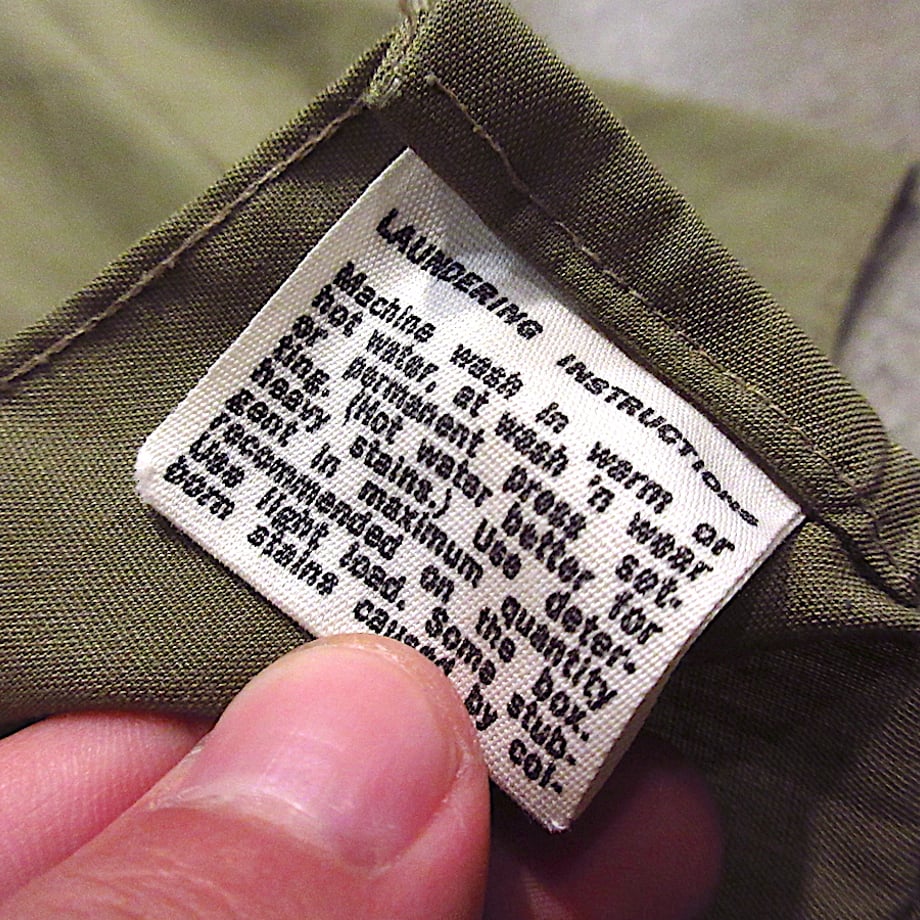 LAUNDERING INSTRUCTIONS
Machine wash in warm or
hot water, at wash 'n wear
or permanent press set-
ting. (Hot water better for
heavy stains.) Use deter-
gent in maximum quantity
recommended on the box.
Use light load. Some stub-
born stains caused by col-